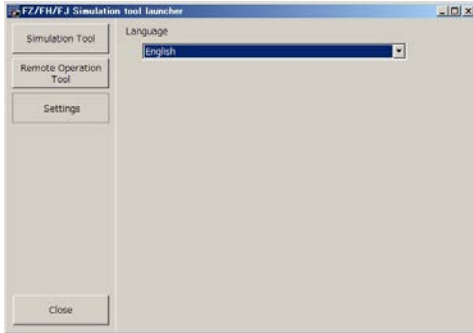 FZ/FH/FJ Simulation tool launcher
Simulation Tool
Remote Operation
Tool
Settings
Close
Language
English